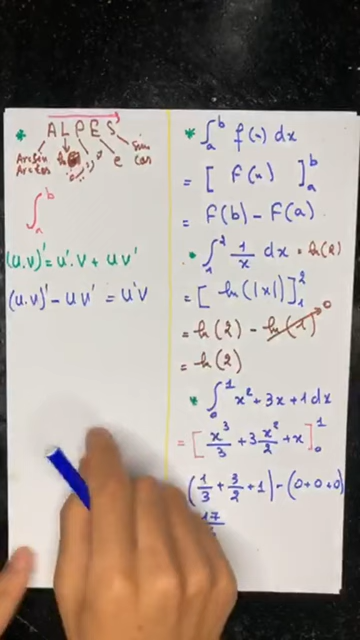 * ALPES
Arcsin
Arctan
ln
e
sin
cos
∫ₐᵇ
(u.v)' = u'.v + u v'
(u.v)' - u v' = u'v
* ∫ₐᵇ f(x) dx
= [ F(x) ]ₐᵇ
= F(b) - F(a)
* ∫₁² 1/x dx = ln(2)
= [ ln(|x|) ]₁²
= ln(2) - ln(1) 0
= ln(2)
* ∫₀¹ x² + 3x + 1 dx
= [ x³/3 + 3 x²/2 + x ]₀¹
( 1/3 + 3/2 + 1 ) - (0 + 0 + 0)
17